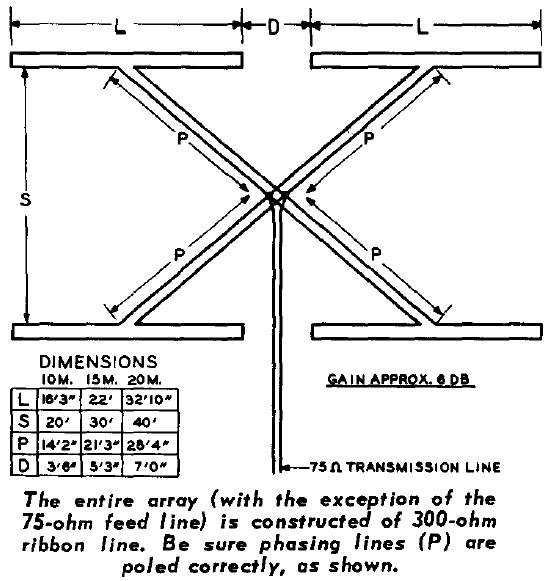 L D L
P P
S
P P
DIMENSIONS
10M. 15M. 20M.
L 16'3" 22' 32'10"
S 20' 30' 40'
P 14'2" 21'3" 28'4"
D 3'6" 5'3" 7'0"
GAIN APPROX. 6 DB
75Ω TRANSMISSION LINE
The entire array (with the exception of the
75-ohm feed line) is constructed of 300-ohm
ribbon line. Be sure phasing lines (P) are
poled correctly, as shown.